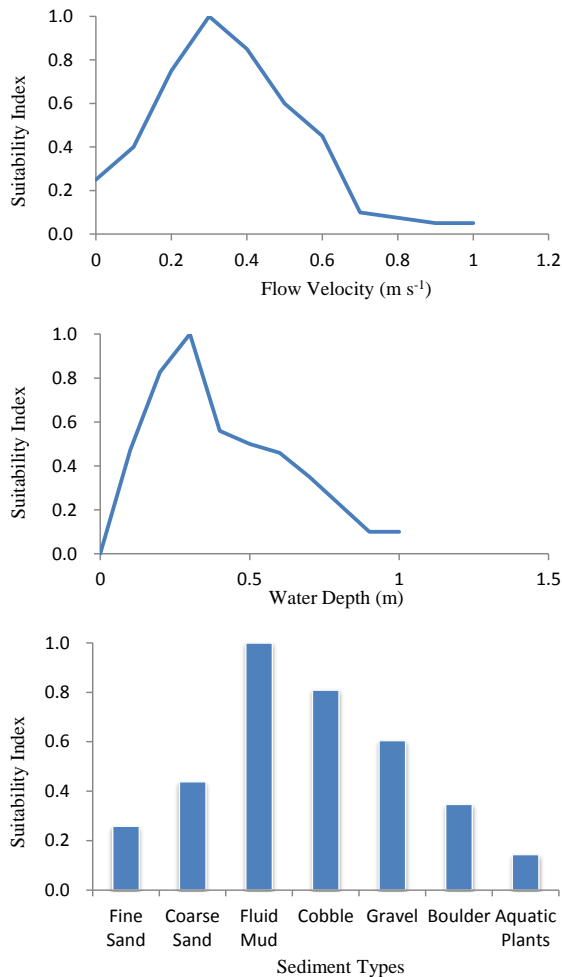 Suitability Index
1.0
0.8
0.6
0.4
0.2
0.0
0 0.2 0.4 0.6 0.8 1 1.2
Flow Velocity (m s-1)
Suitability Index
1.0
0.8
0.6
0.4
0.2
0.0
0 0.5 1 1.5
Water Depth (m)
Suitability Index
1.0
0.8
0.6
0.4
0.2
0.0
Fine Coarse Fluid Cobble Gravel Boulder Aquatic
Sand Sand Mud Plants
Sediment Types